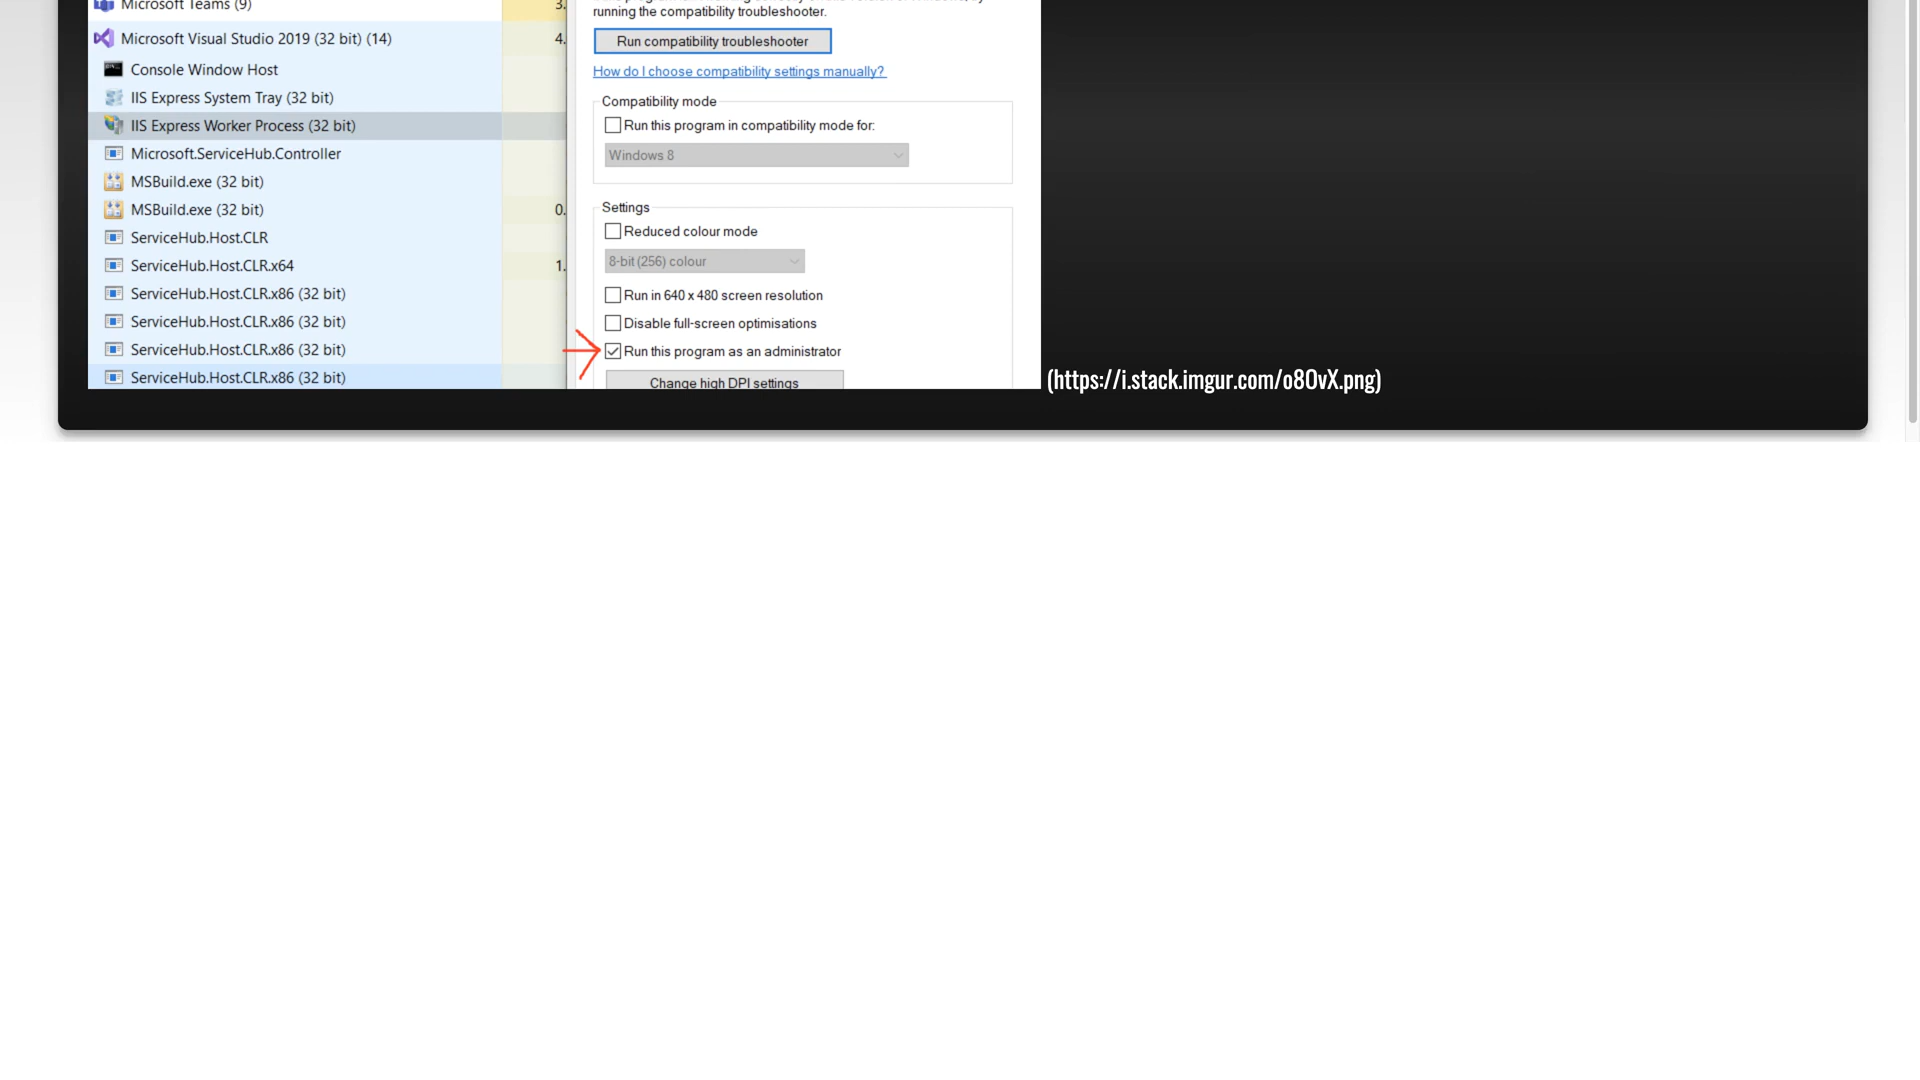 Microsoft Teams (9)
3.
Microsoft Visual Studio 2019 (32 bit) (14)
4.
Console Window Host
IIS Express System Tray (32 bit)
IIS Express Worker Process (32 bit)
Microsoft.ServiceHub.Controller
MSBuild.exe (32 bit)
MSBuild.exe (32 bit)
0.
ServiceHub.Host.CLR
ServiceHub.Host.CLR.x64
1.
ServiceHub.Host.CLR.x86 (32 bit)
ServiceHub.Host.CLR.x86 (32 bit)
ServiceHub.Host.CLR.x86 (32 bit)
ServiceHub.Host.CLR.x86 (32 bit)
running the compatibility troubleshooter.
Run compatibility troubleshooter
How do I choose compatibility settings manually?
Compatibility mode
Run this program in compatibility mode for:
Windows 8
Settings
Reduced colour mode
8-bit (256) colour
Run in 640 x 480 screen resolution
Disable full-screen optimisations
Run this program as an administrator
Change high DPI settings
(https://i.stack.imgur.com/o8OvX.png)